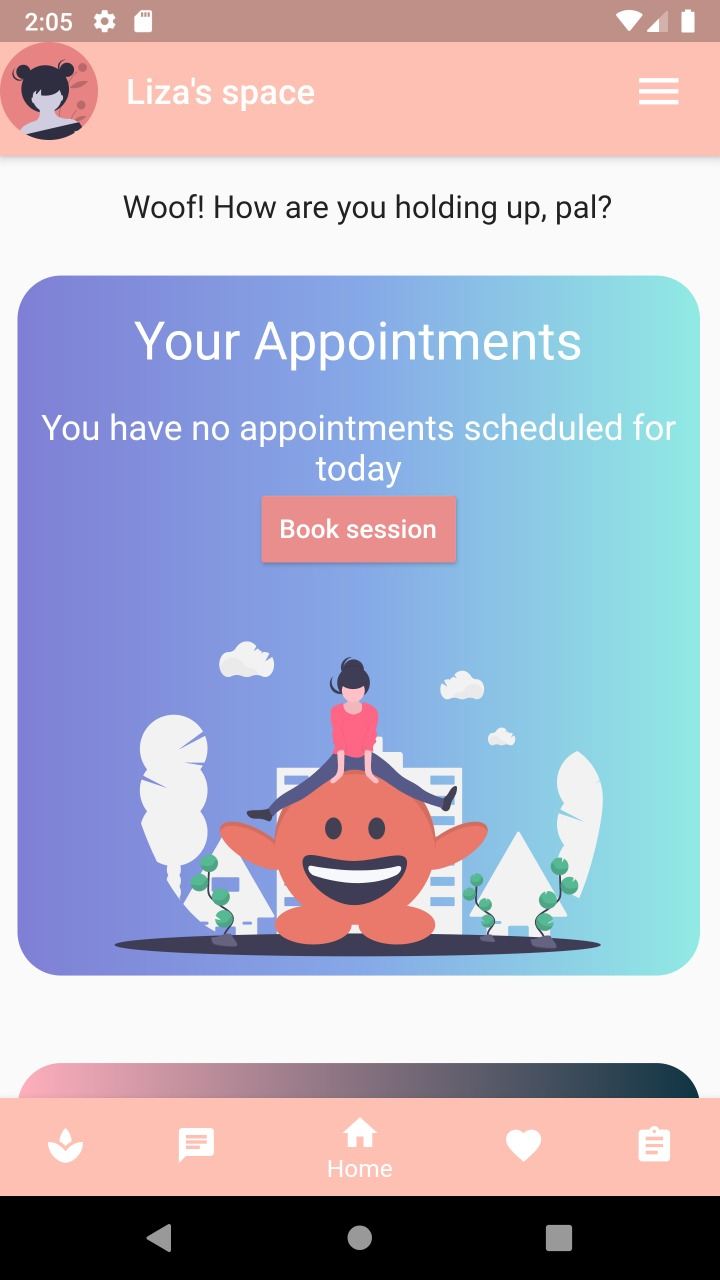 2:05
Liza's space
Woof! How are you holding up, pal?
Your Appointments
You have no appointments scheduled for
today
Book session
Home